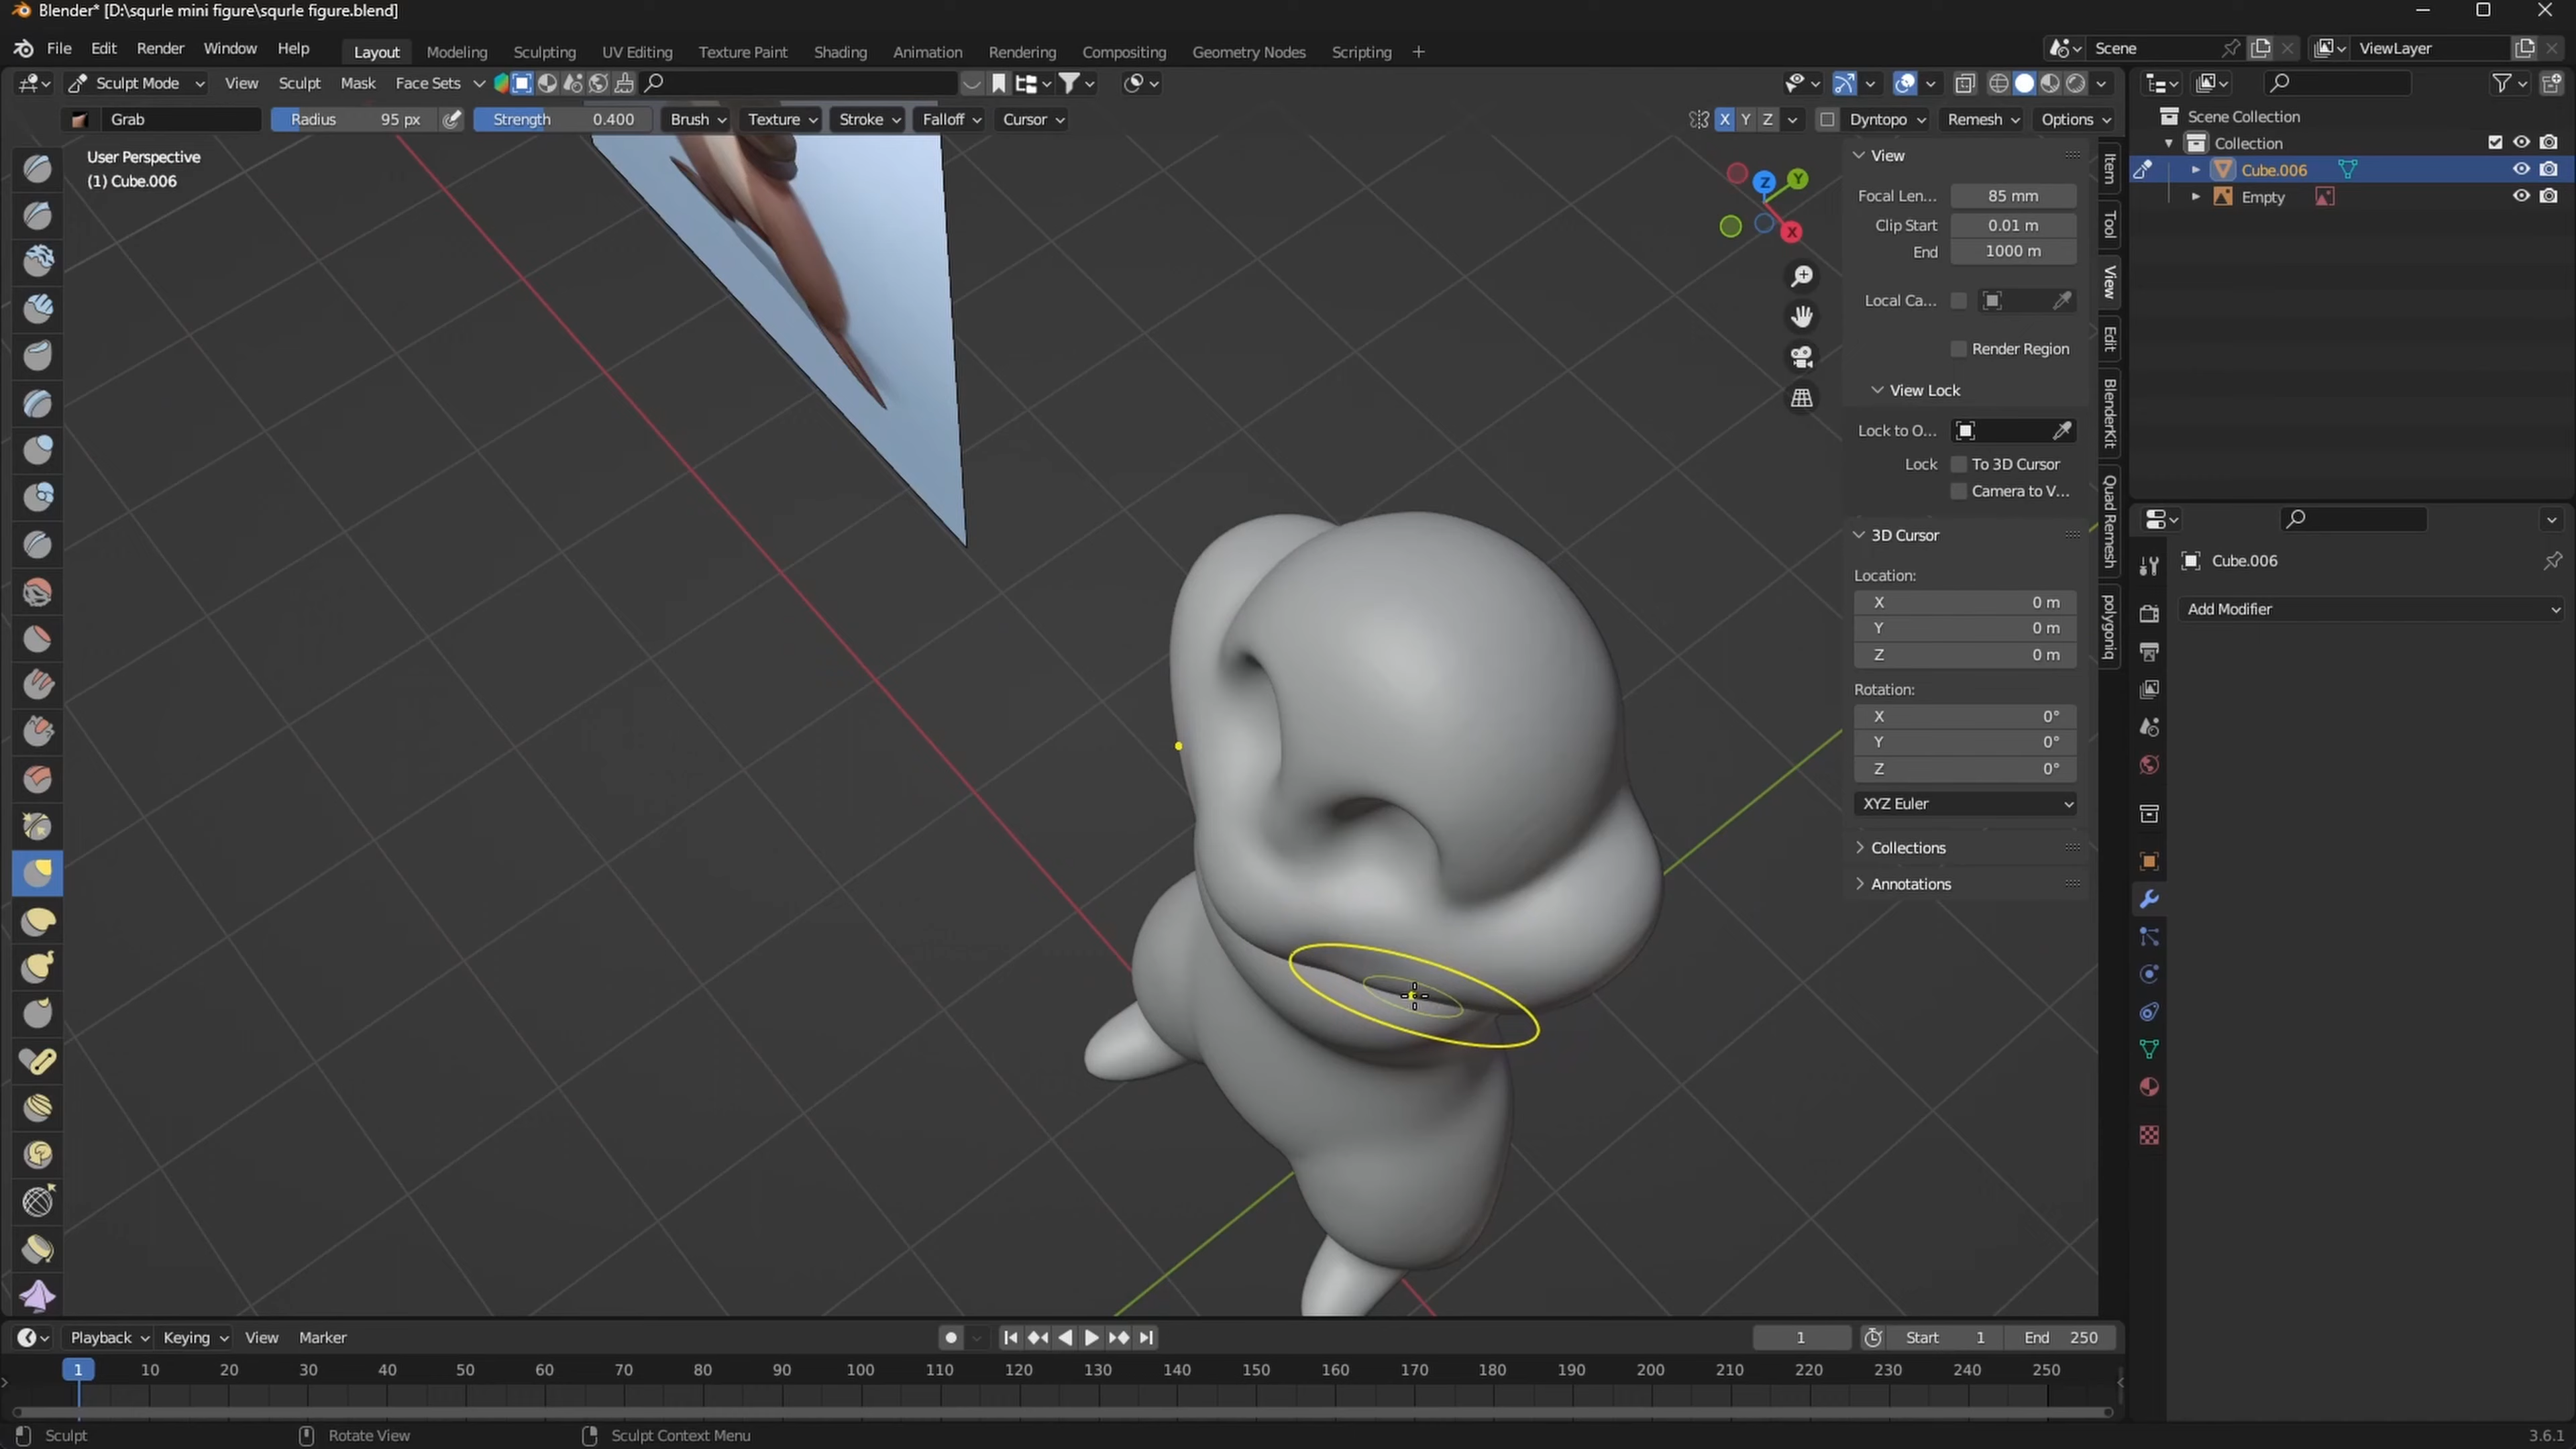 Blender* [D:\squrle mini figure\squrle figure.blend]
File Edit Render Window Help Layout Modeling Sculpting UV Editing Texture Paint Shading Animation Rendering Compositing Geometry Nodes Scripting + Scene ViewLayer
Sculpt Mode View Sculpt Mask Face Sets
Grab Radius 95 px Strength 0.400 Brush Texture Stroke Falloff Cursor X Y Z Dyntopo Remesh Options
User Perspective
(1) Cube.006
Z Y X
View
Focal Len... 85 mm
Clip Start 0.01 m
End 1000 m
Local Ca...
Render Region
View Lock
Lock to O...
Lock To 3D Cursor
Camera to V...
3D Cursor
Location:
X 0 m
Y 0 m
Z 0 m
Rotation:
X 0°
Y 0°
Z 0°
XYZ Euler
Collections
Annotations
Item
Tool
View
Edit
BlenderKit
Quad Remesh
polygoniq
Scene Collection
Collection
Cube.006
Empty
Cube.006
Add Modifier
Playback Keying View Marker 1 Start 1 End 250
1 10 20 30 40 50 60 70 80 90 100 110 120 130 140 150 160 170 180 190 200 210 220 230 240 250
Sculpt Rotate View Sculpt Context Menu 3.6.1